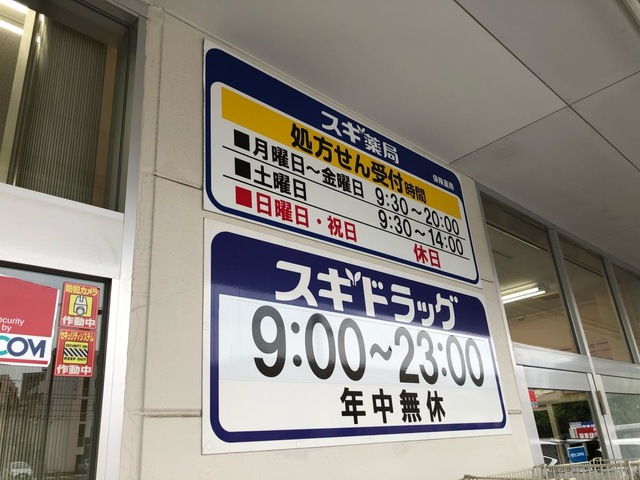 スギ薬局
保険薬局
処方せん受付時間
■月曜日～金曜日 9:30～20:00
■土曜日 9:30～14:00
■日曜日・祝日 休日
スギドラッグ
9:00～23:00
年中無休
防犯カメラ
作動中
セキュリティシステム
作動中
ecurity
by
COM